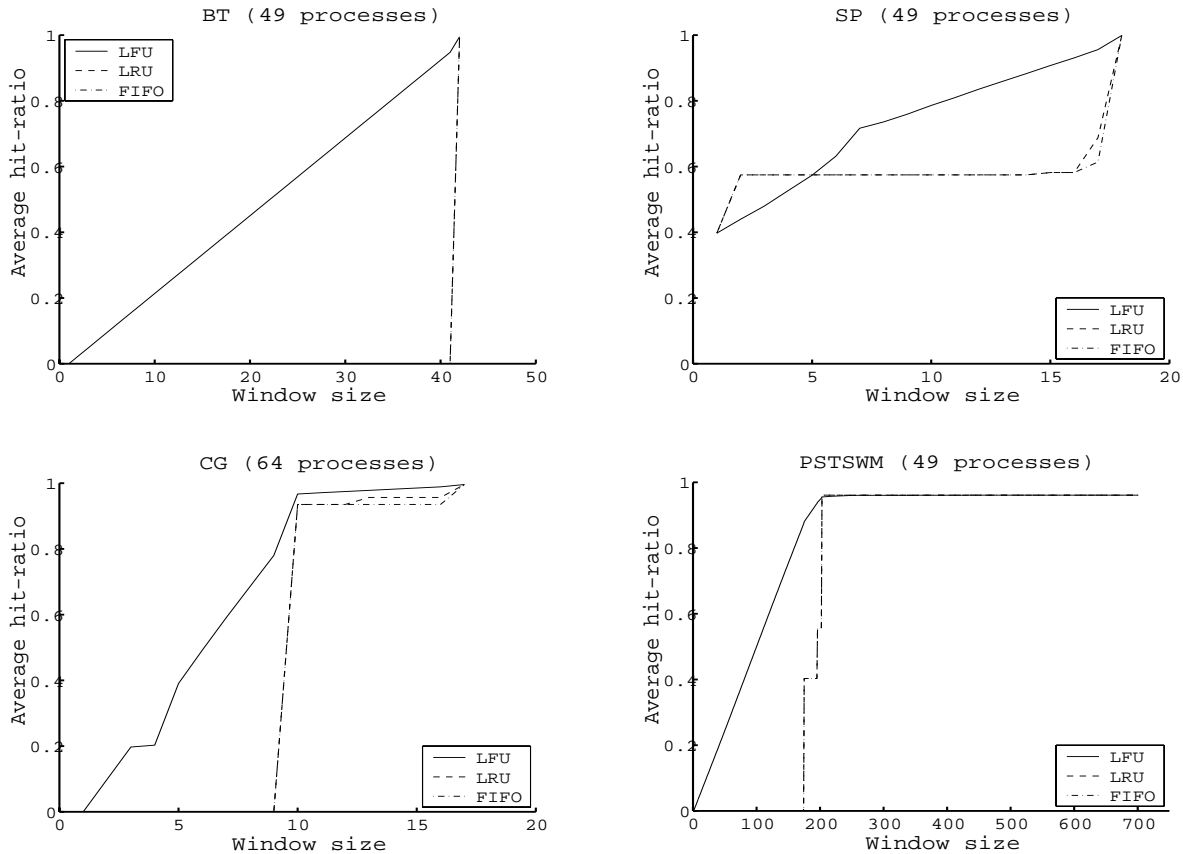 BT (49 processes)
1
0.8
0.6
0.4
0.2
0
Average hit-ratio
LFU
LRU
FIFO
0 10 20 30 40 50
Window size
SP (49 processes)
1
0.8
0.6
0.4
0.2
0
Average hit-ratio
LFU
LRU
FIFO
0 5 10 15 20
Window size
CG (64 processes)
1
0.8
0.6
0.4
0.2
0
Average hit-ratio
LFU
LRU
FIFO
0 5 10 15 20
Window size
PSTSWM (49 processes)
1
0.8
0.6
0.4
0.2
0
Average hit-ratio
LFU
LRU
FIFO
0 100 200 300 400 500 600 700
Window size